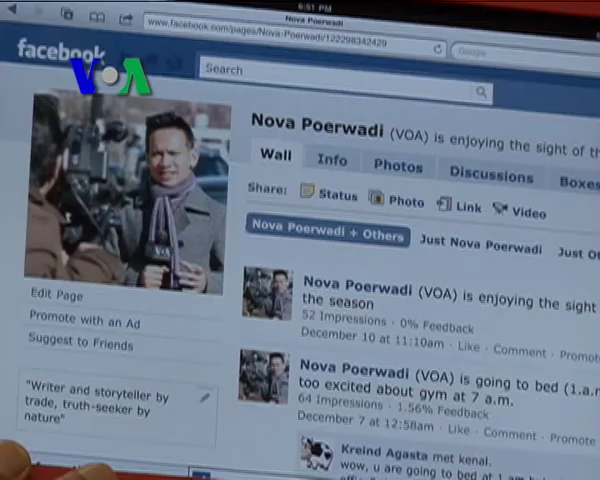 6:51 PM
Nova Poerwadi
www.facebook.com/pages/Nova-Poerwadi/122298342429
Google
facebook
VOA
Search
Nova Poerwadi (VOA) is enjoying the sight of th
Wall Info Photos Discussions Boxes
Share: Status Photo Link Video
Nova Poerwadi + Others Just Nova Poerwadi Just Ot
Nova Poerwadi (VOA) is enjoying the sight
the season
52 Impressions · 0% Feedback
December 10 at 11:10am · Like · Comment · Promot
Nova Poerwadi (VOA) is going to bed (1.a.m
too excited about gym at 7 a.m.
64 Impressions · 1.56% Feedback
December 7 at 12:58am · Like · Comment · Promote
Kreind Agasta met kenal.
wow, u are going to bed at 1 am
Edit Page
Promote with an Ad
Suggest to Friends
"Writer and storyteller by
trade, truth-seeker by
nature"